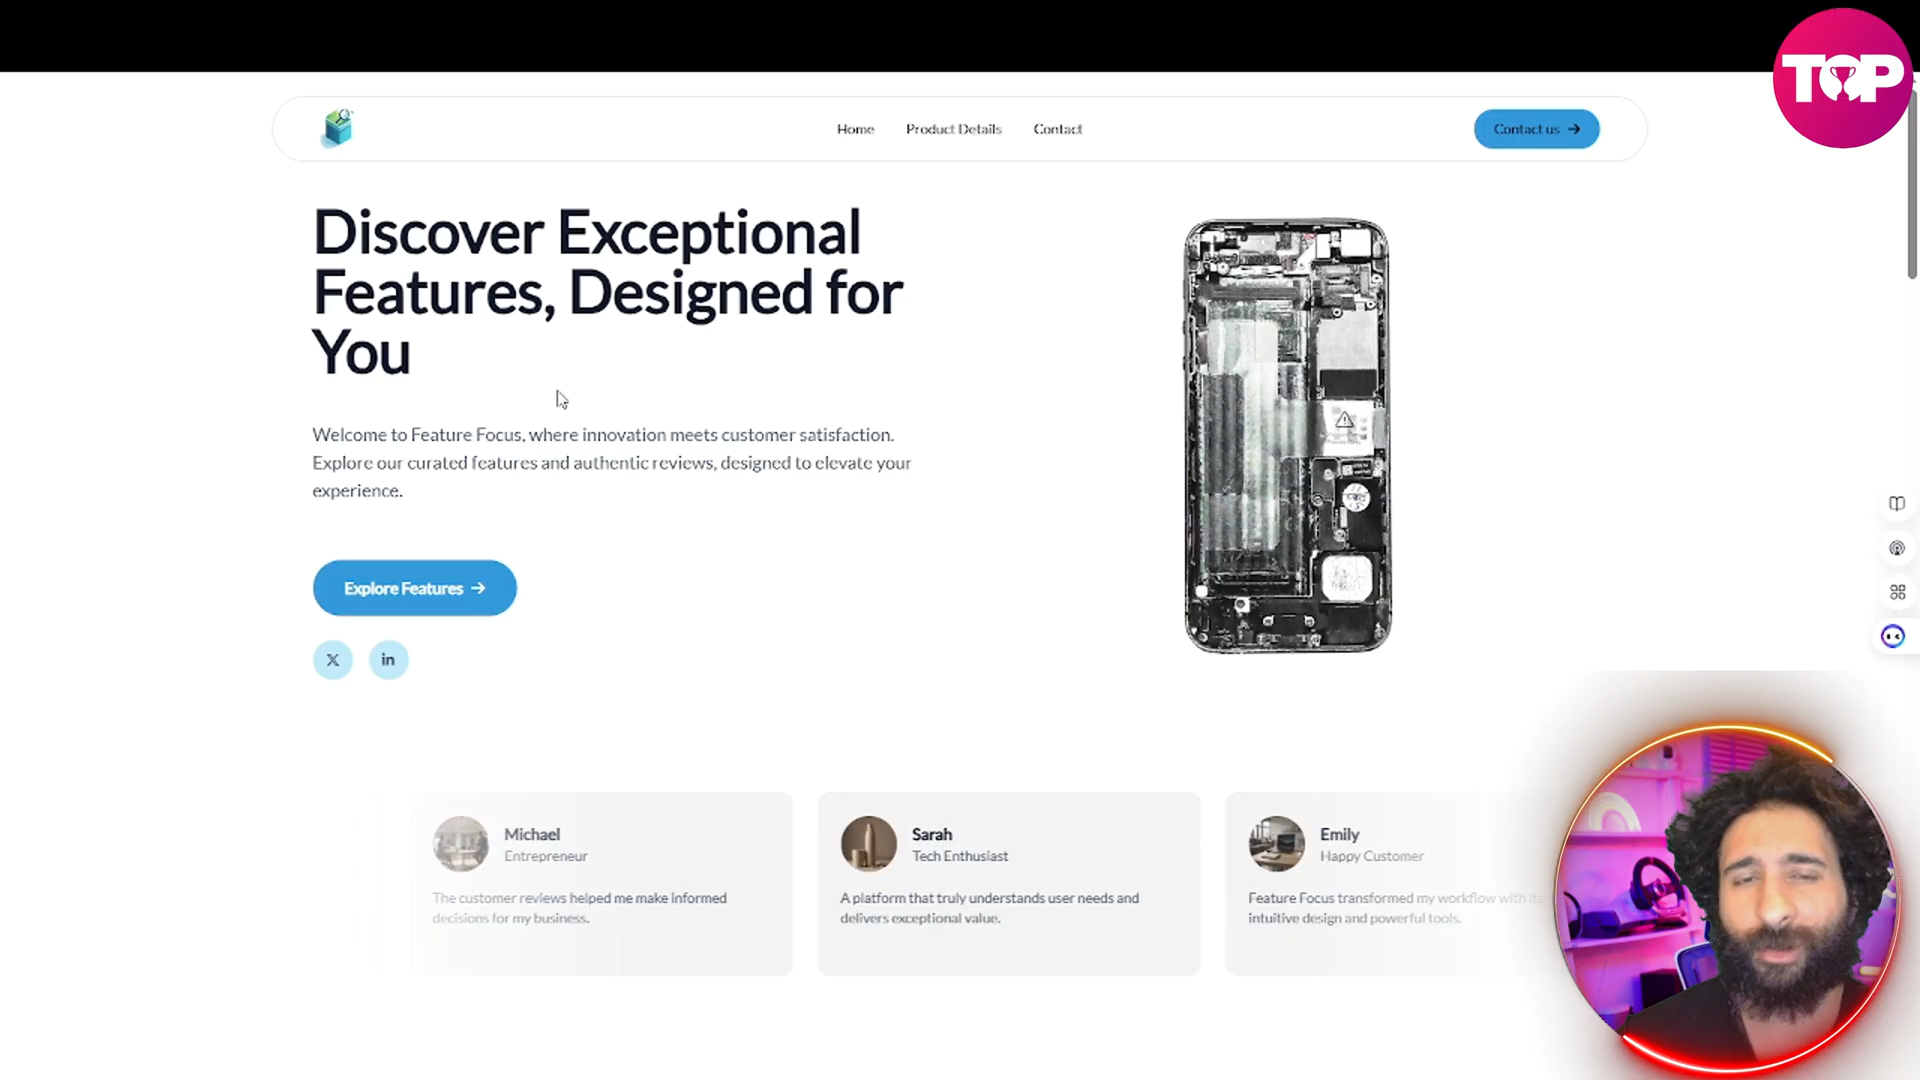 TOP
Home
Product Details
Contact
Contact us
Discover Exceptional
Features, Designed for
You
Welcome to Feature Focus, where innovation meets customer satisfaction.
Explore our curated features and authentic reviews, designed to elevate your
experience.
Explore Features
X
in
Michael
Entrepreneur
The customer reviews helped me make informed
decisions for my business.
Sarah
Tech Enthusiast
A platform that truly understands user needs and
delivers exceptional value.
Emily
Happy Customer
Feature Focus transformed my workflow with its
intuitive design and powerful tools.